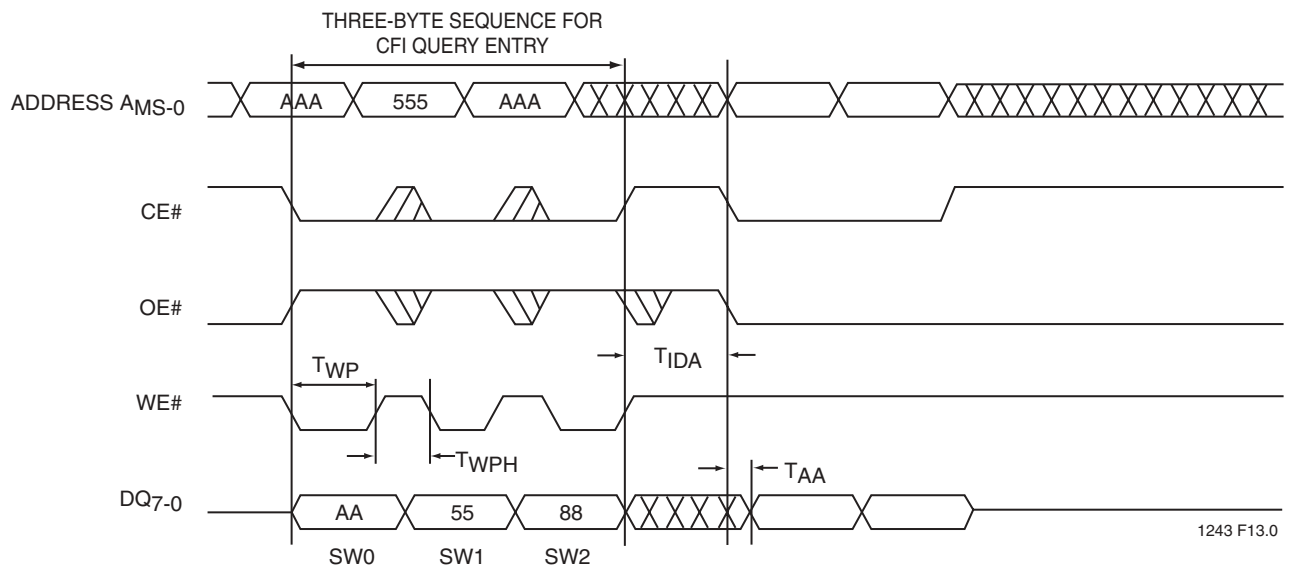 THREE-BYTE SEQUENCE FOR
CFI QUERY ENTRY
ADDRESS AMS-0
AAA 555 AAA
CE#
OE#
TIDA
TWP
WE#
TWPH
TAA
DQ7-0
AA 55 88
SW0 SW1 SW2
1243 F13.0